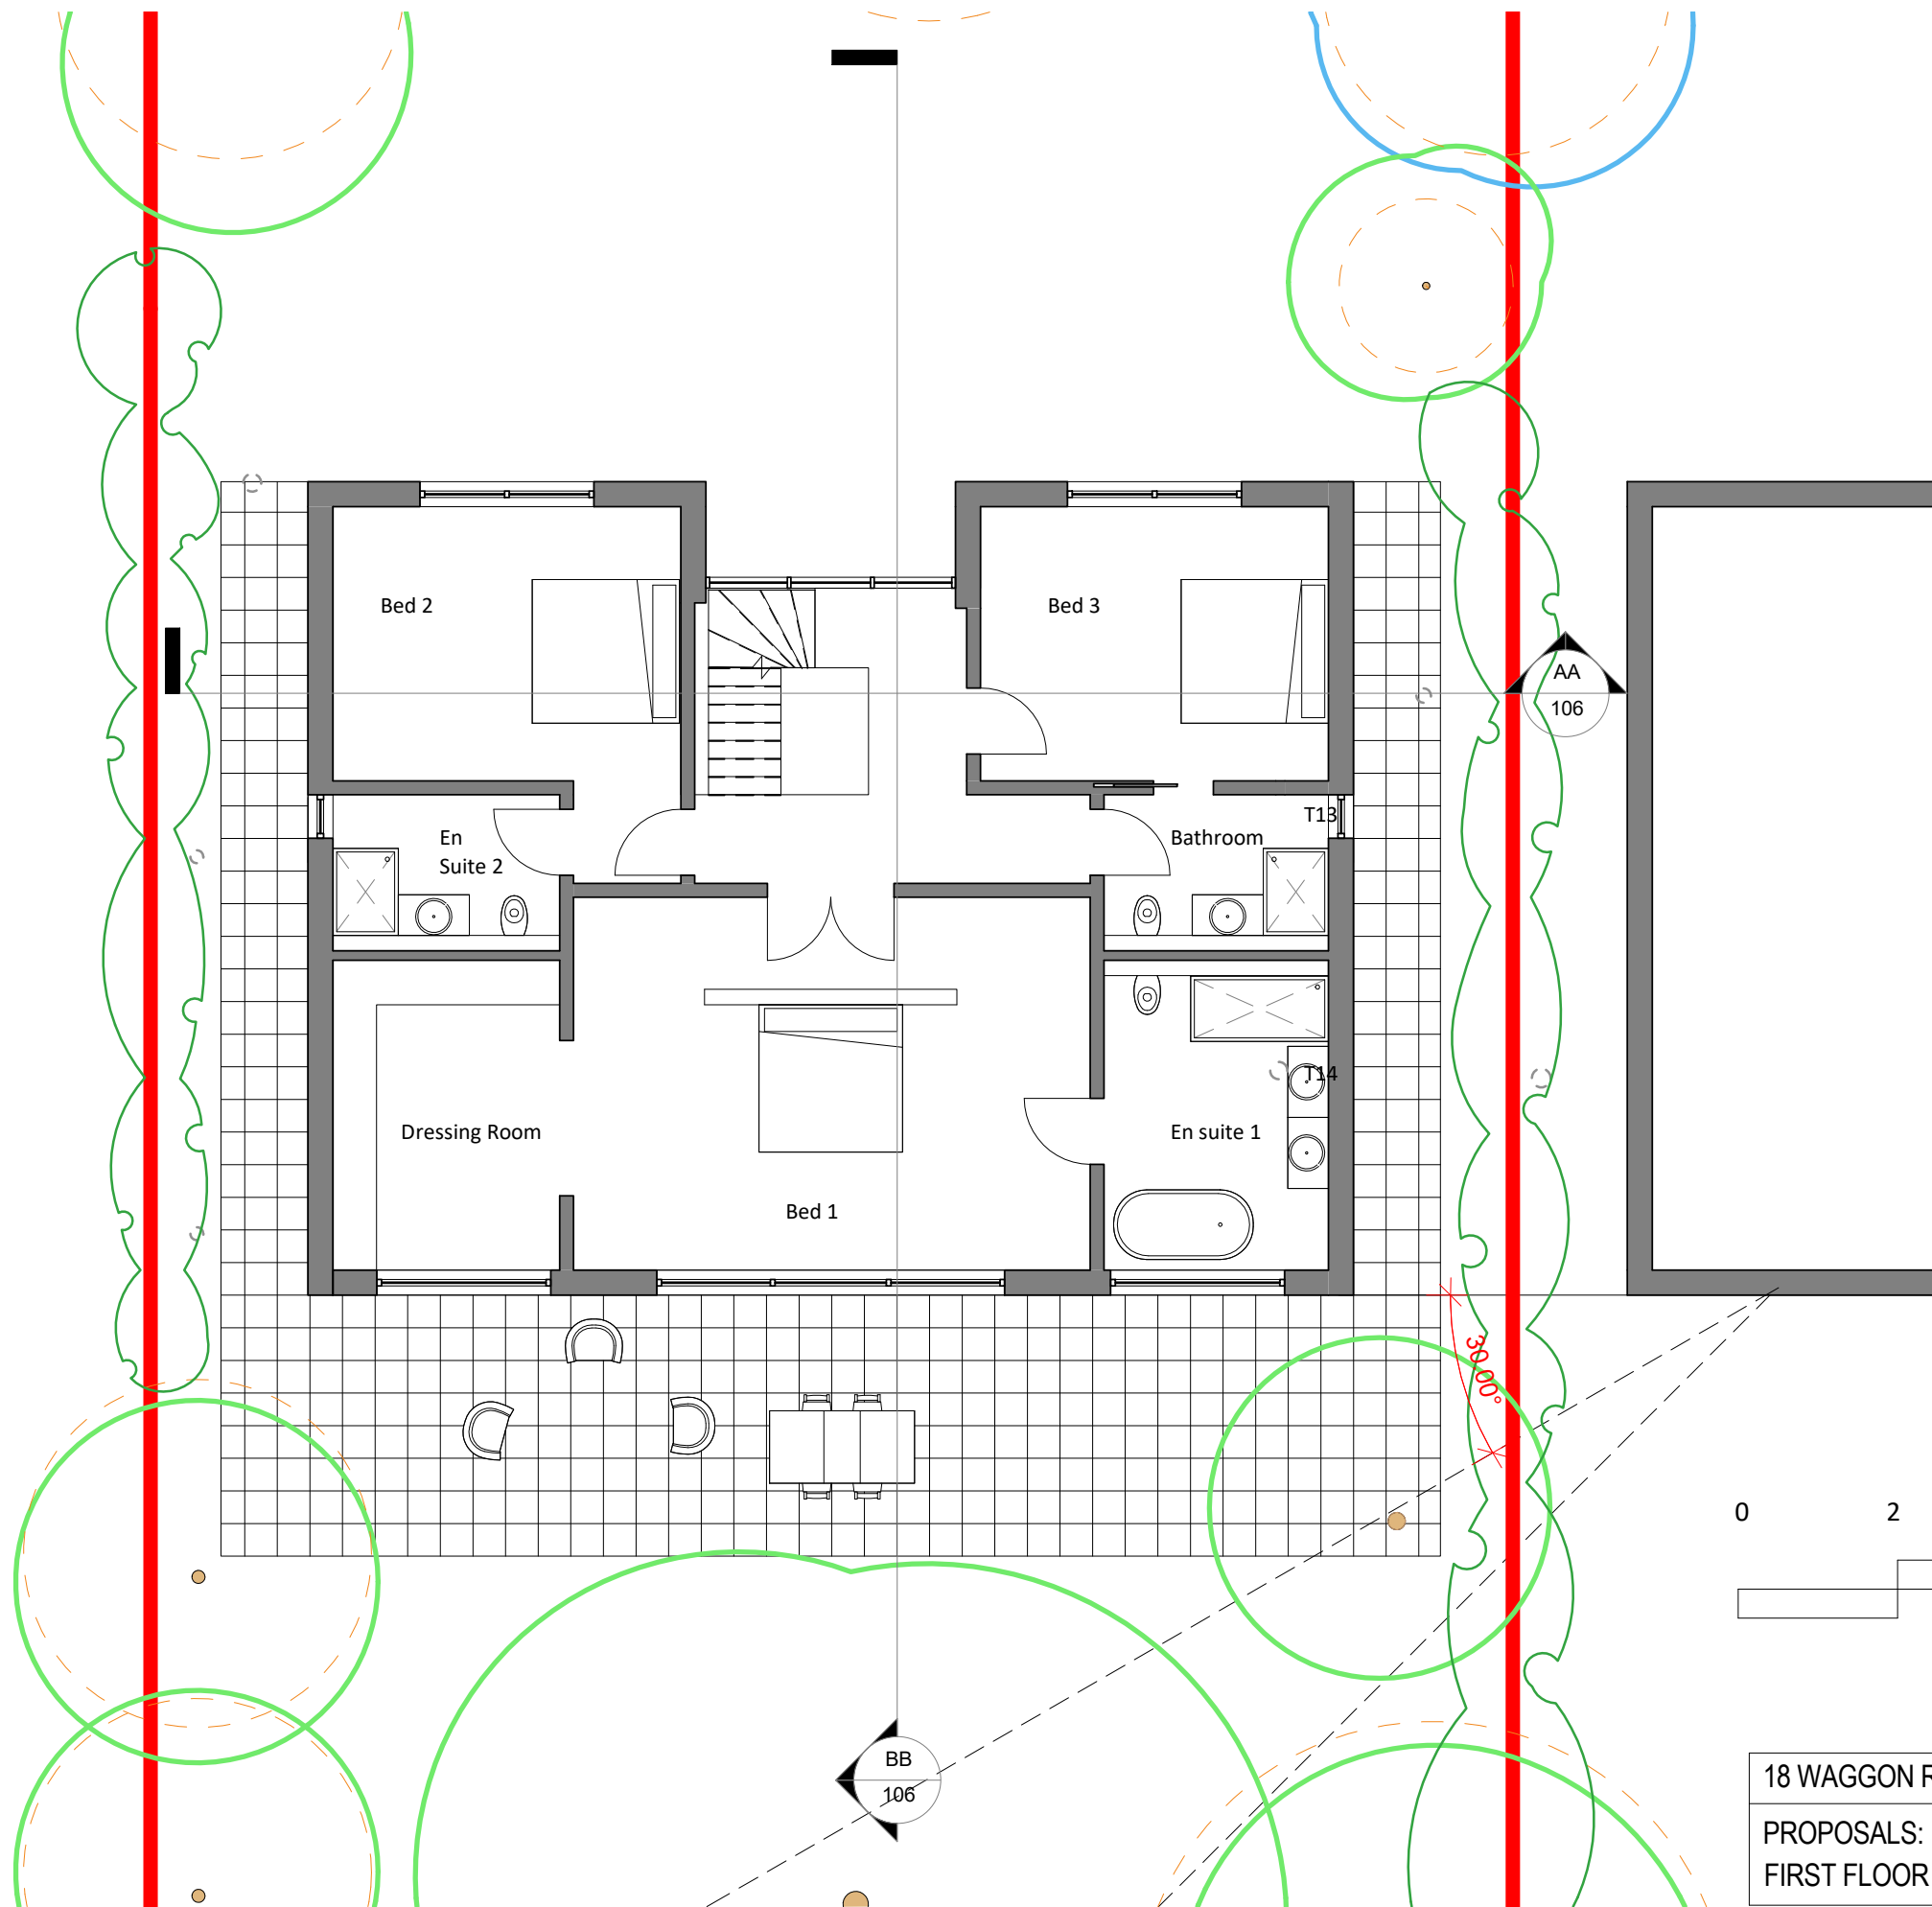 Bed 2
Bed 3
AA
106
En
Suite 2
Bathroom
T13
T14
Dressing Room
En suite 1
Bed 1
30.00°
0 2
BB
106
18 WAGGON
PROPOSALS:
FIRST FLOOR